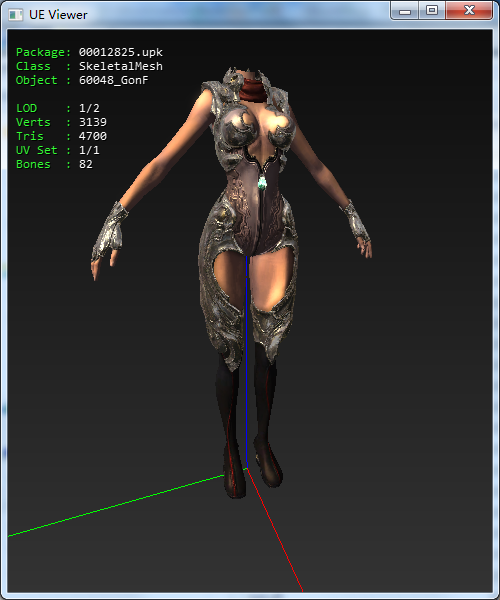 UE Viewer
Package: 00012825.upk
Class : SkeletalMesh
Object : 60048_GonF
LOD : 1/2
Verts : 3139
Tris : 4700
UV Set : 1/1
Bones : 82